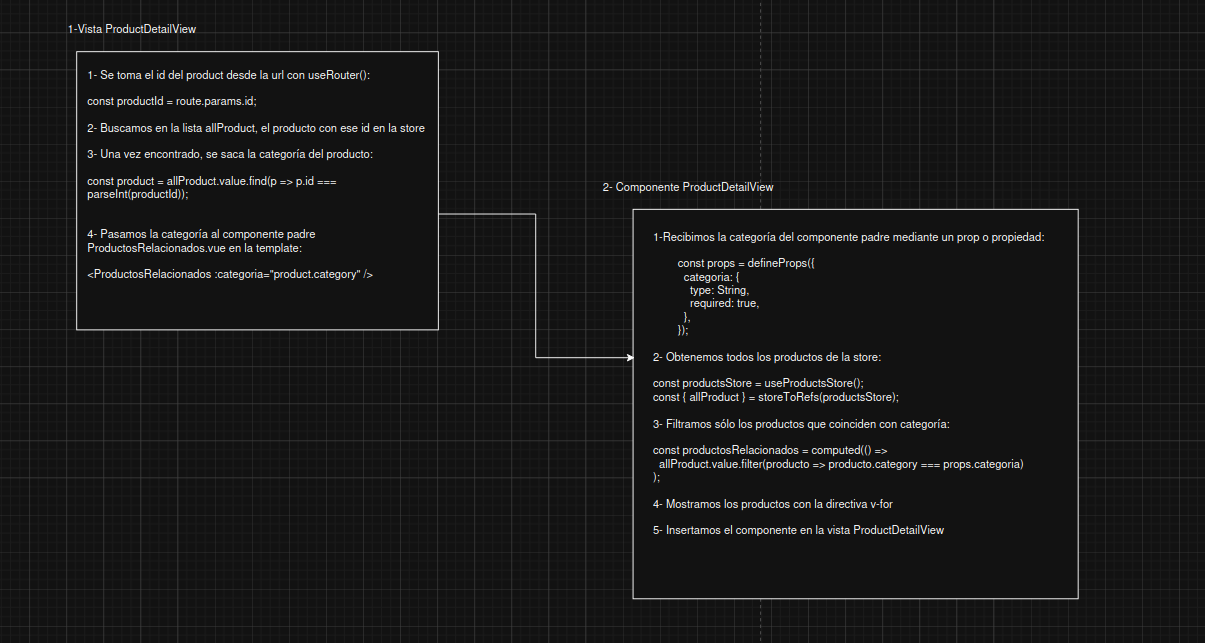 1-Vista ProductDetailView
1- Se toma el id del product desde la url con useRouter():
const productId = route.params.id;
2- Buscamos en la lista allProduct, el producto con ese id en la store
3- Una vez encontrado, se saca la categoría del producto:
const product = allProduct.value.find(p => p.id ===
parseInt(productId));
4- Pasamos la categoría al componente padre
ProductosRelacionados.vue en la template:
<ProductosRelacionados :categoria="product.category" />
2- Componente ProductDetailView
1-Recibimos la categoría del componente padre mediante un prop o propiedad:
const props = defineProps({
categoria: {
type: String,
required: true,
},
});
2- Obtenemos todos los productos de la store:
const productsStore = useProductsStore();
const { allProduct } = storeToRefs(productsStore);
3- Filtramos sólo los productos que coinciden con categoría:
const productosRelacionados = computed(() =>
allProduct.value.filter(producto => producto.category === props.categoria)
);
4- Mostramos los productos con la directiva v-for
5- Insertamos el componente en la vista ProductDetailView